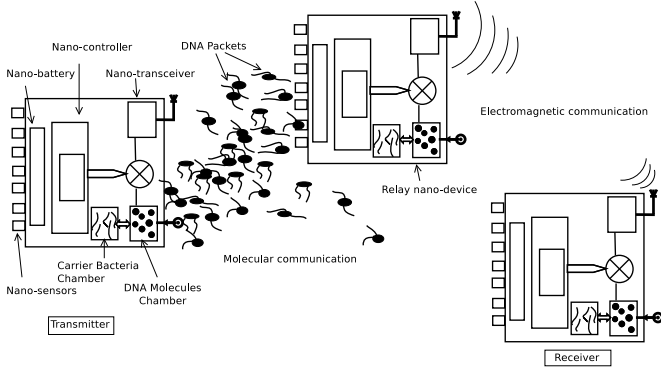 Nano-controller
DNA Packets
Nano-battery
Nano-transceiver
Electromagnetic communication
Relay nano-device
Molecular communication
Carrier Bacteria
Chamber
Nano-sensors
DNA Molecules
Chamber
Transmitter
Receiver